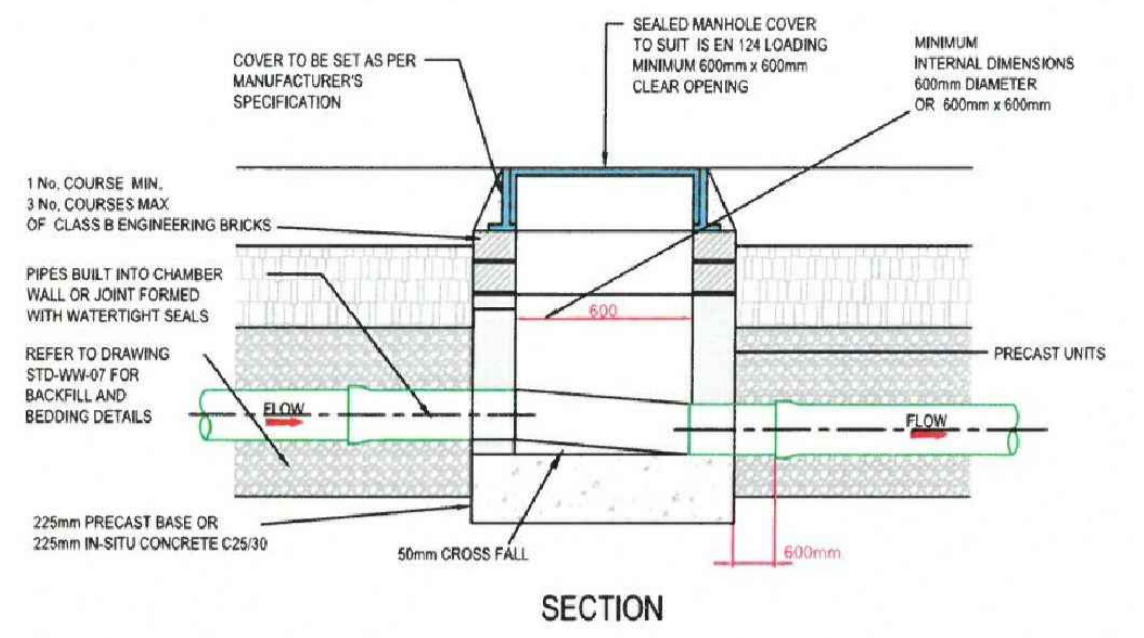 SEALED MANHOLE COVER
TO SUIT IS EN 124 LOADING
MINIMUM 600mm x 600mm
CLEAR OPENING
MINIMUM
INTERNAL DIMENSIONS
600mm DIAMETER
OR 600mm x 600mm
COVER TO BE SET AS PER
MANUFACTURER'S
SPECIFICATION
1 No. COURSE MIN.
3 No. COURSES MAX
OF CLASS B ENGINEERING BRICKS
PIPES BUILT INTO CHAMBER
WALL OR JOINT FORMED
WITH WATERTIGHT SEALS
600
REFER TO DRAWING
STD-WW-07 FOR
BACKFILL AND
BEDDING DETAILS
PRECAST UNITS
FLOW
FLOW
225mm PRECAST BASE OR
225mm IN-SITU CONCRETE C25/30
50mm CROSS FALL
600mm
SECTION